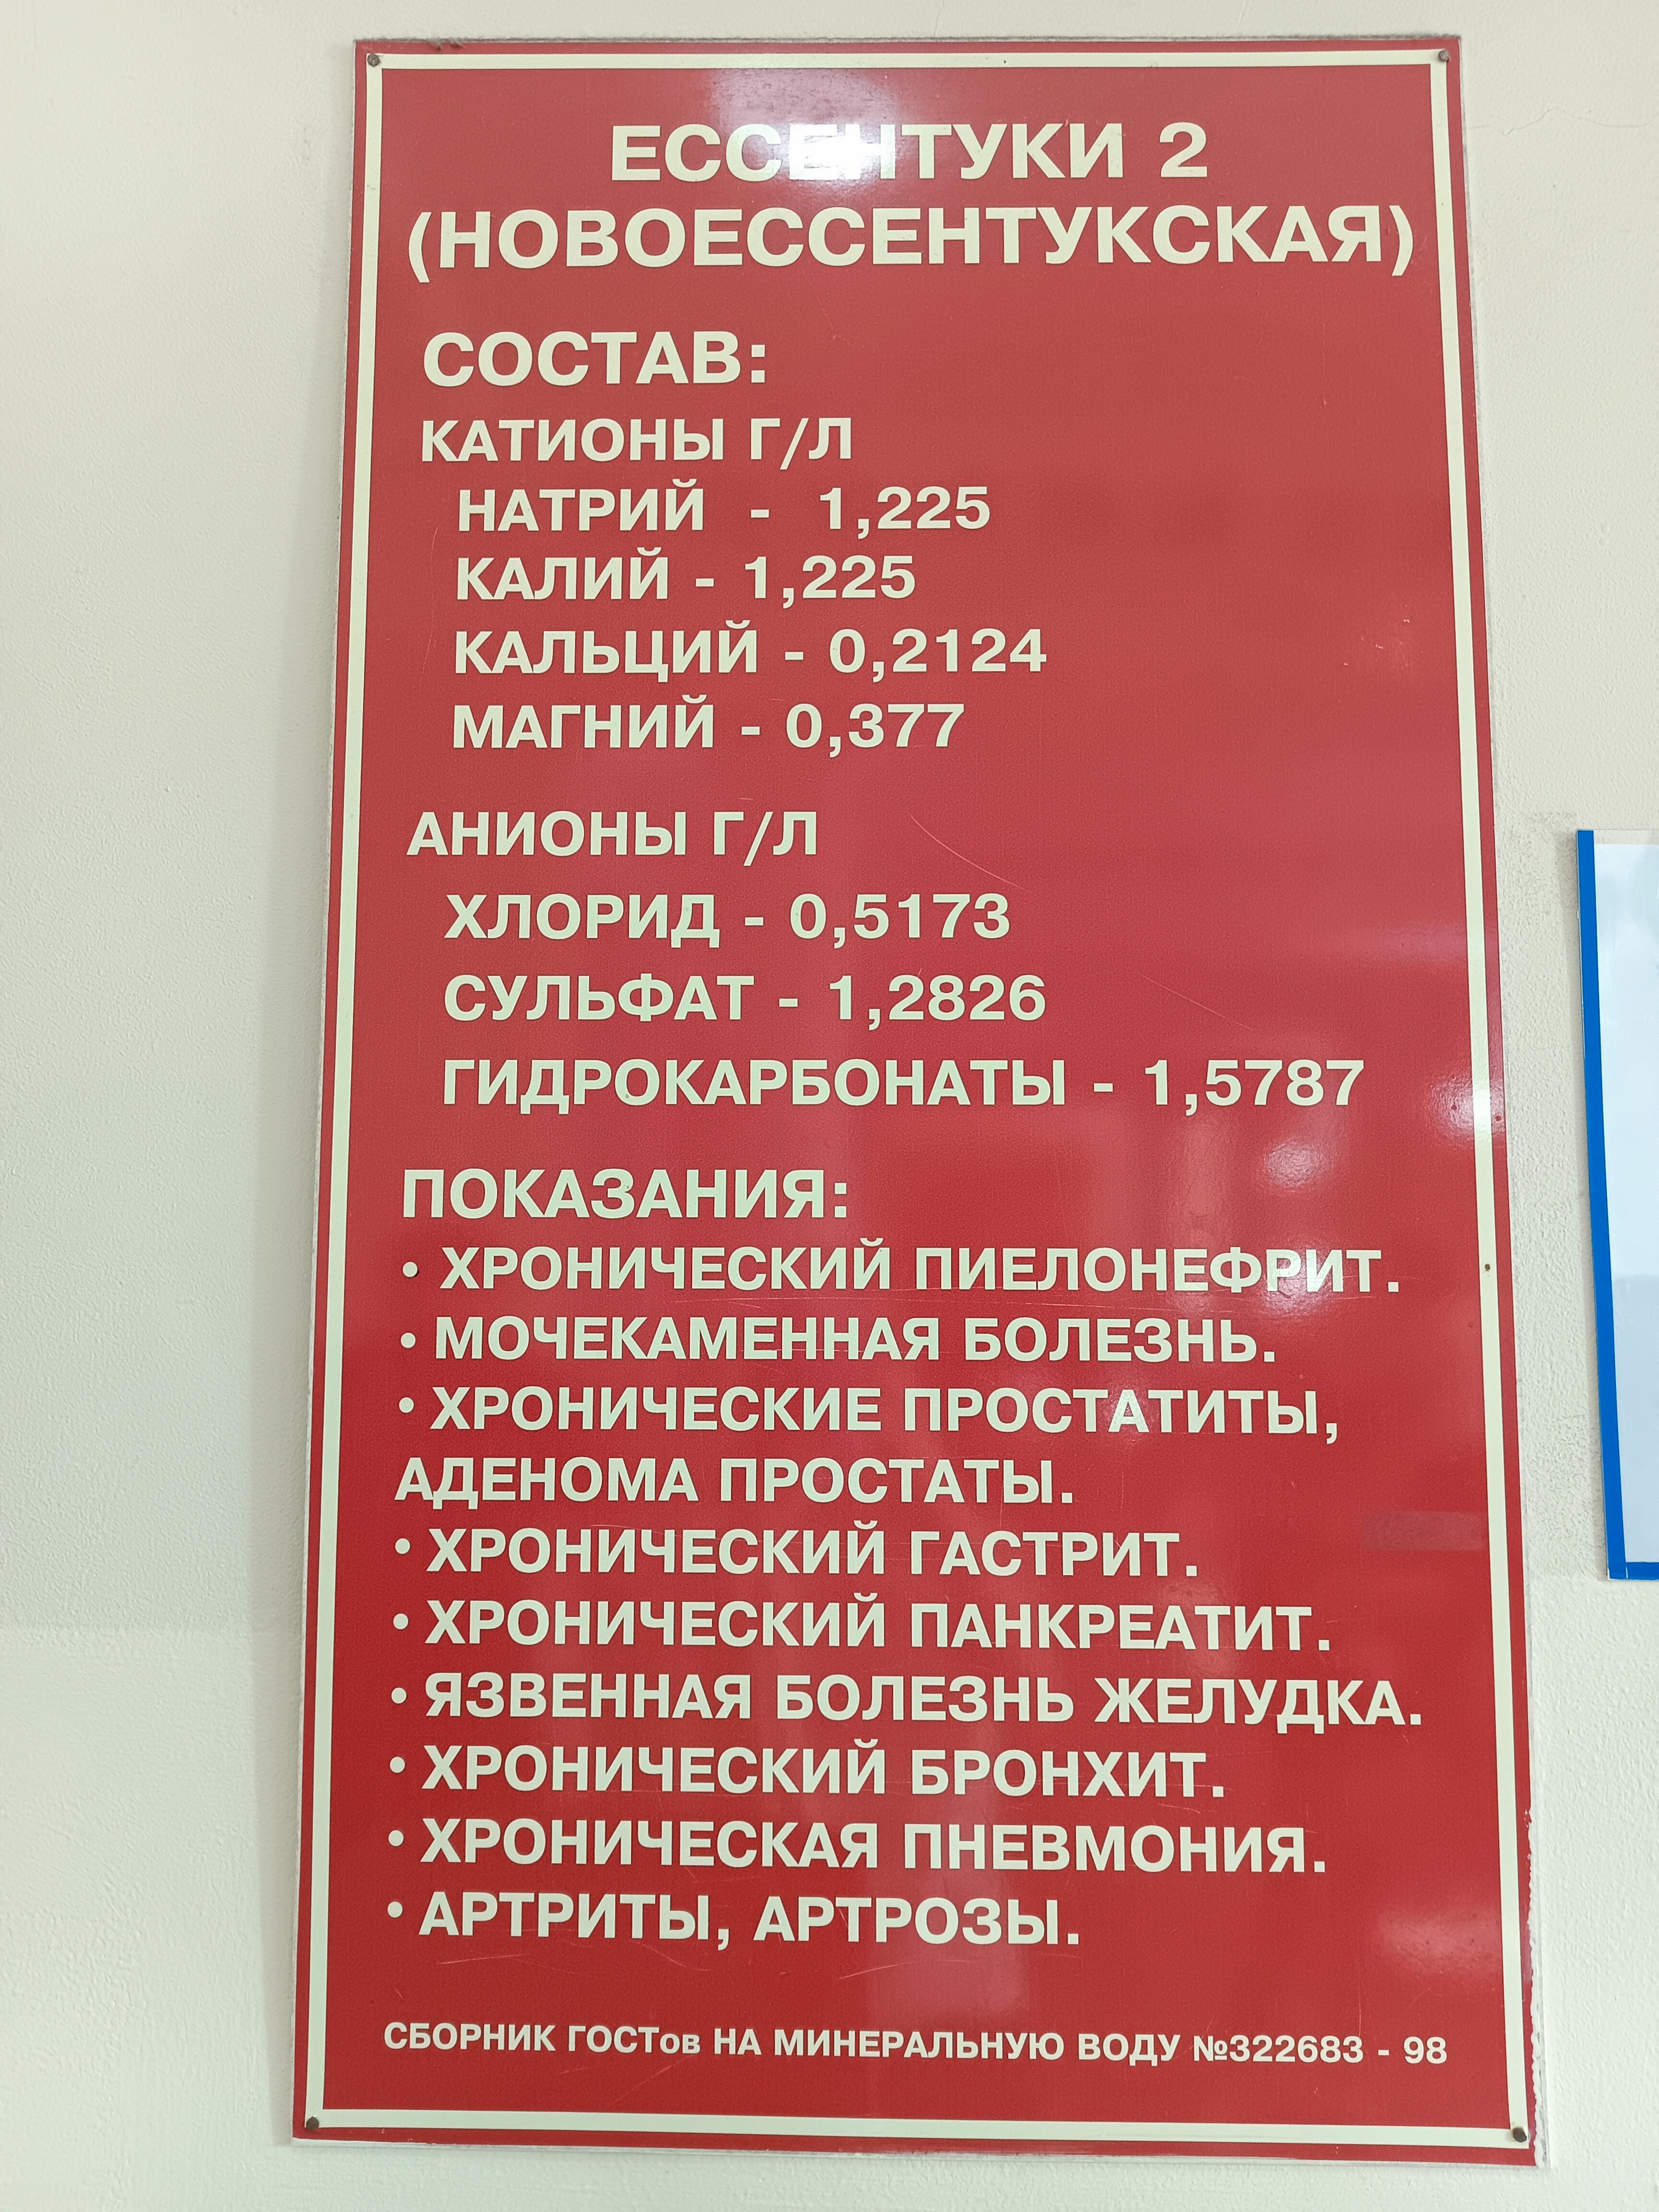 ЕССЕНТУКИ 2
(НОВОЕССЕНТУКСКАЯ)
СОСТАВ:
КАТИОНЫ Г/Л
НАТРИЙ - 1,225
КАЛИЙ - 1,225
КАЛЬЦИЙ - 0,2124
МАГНИЙ - 0,377
АНИОНЫ Г/Л
ХЛОРИД - 0,5173
СУЛЬФАТ - 1,2826
ГИДРОКАРБОНАТЫ - 1,5787
ПОКАЗАНИЯ:
• ХРОНИЧЕСКИЙ ПИЕЛОНЕФРИТ.
• МОЧЕКАМЕННАЯ БОЛЕЗНЬ.
• ХРОНИЧЕСКИЕ ПРОСТАТИТЫ,
АДЕНОМА ПРОСТАТЫ.
• ХРОНИЧЕСКИЙ ГАСТРИТ.
• ХРОНИЧЕСКИЙ ПАНКРЕАТИТ.
• ЯЗВЕННАЯ БОЛЕЗНЬ ЖЕЛУДКА.
• ХРОНИЧЕСКИЙ БРОНХИТ.
• ХРОНИЧЕСКАЯ ПНЕВМОНИЯ.
• АРТРИТЫ, АРТРОЗЫ.
СБОРНИК ГОСТов НА МИНЕРАЛЬНУЮ ВОДУ №322683 - 98